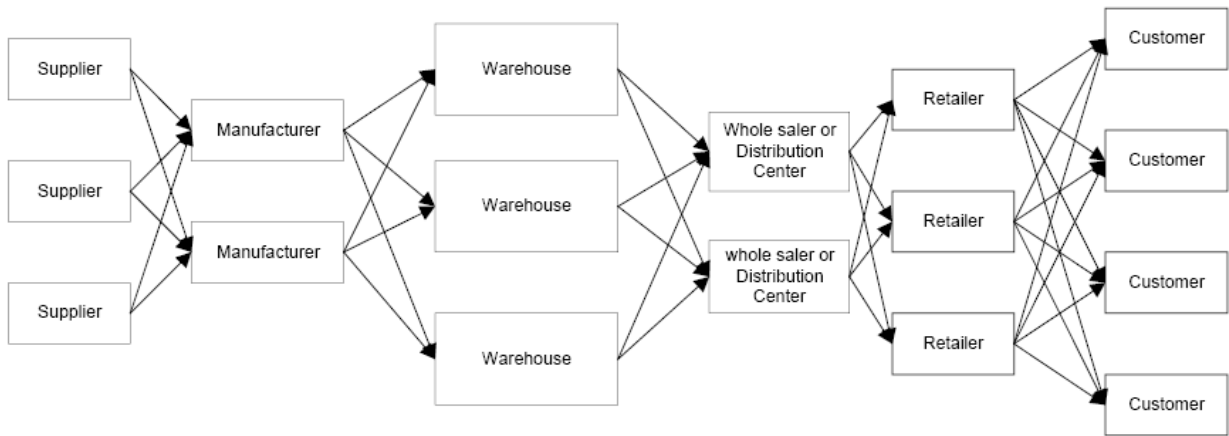 Supplier
Supplier
Supplier
Manufacturer
Manufacturer
Warehouse
Warehouse
Warehouse
Whole saler or
Distribution
Center
whole saler or
Distribution
Center
Retailer
Retailer
Retailer
Customer
Customer
Customer
Customer